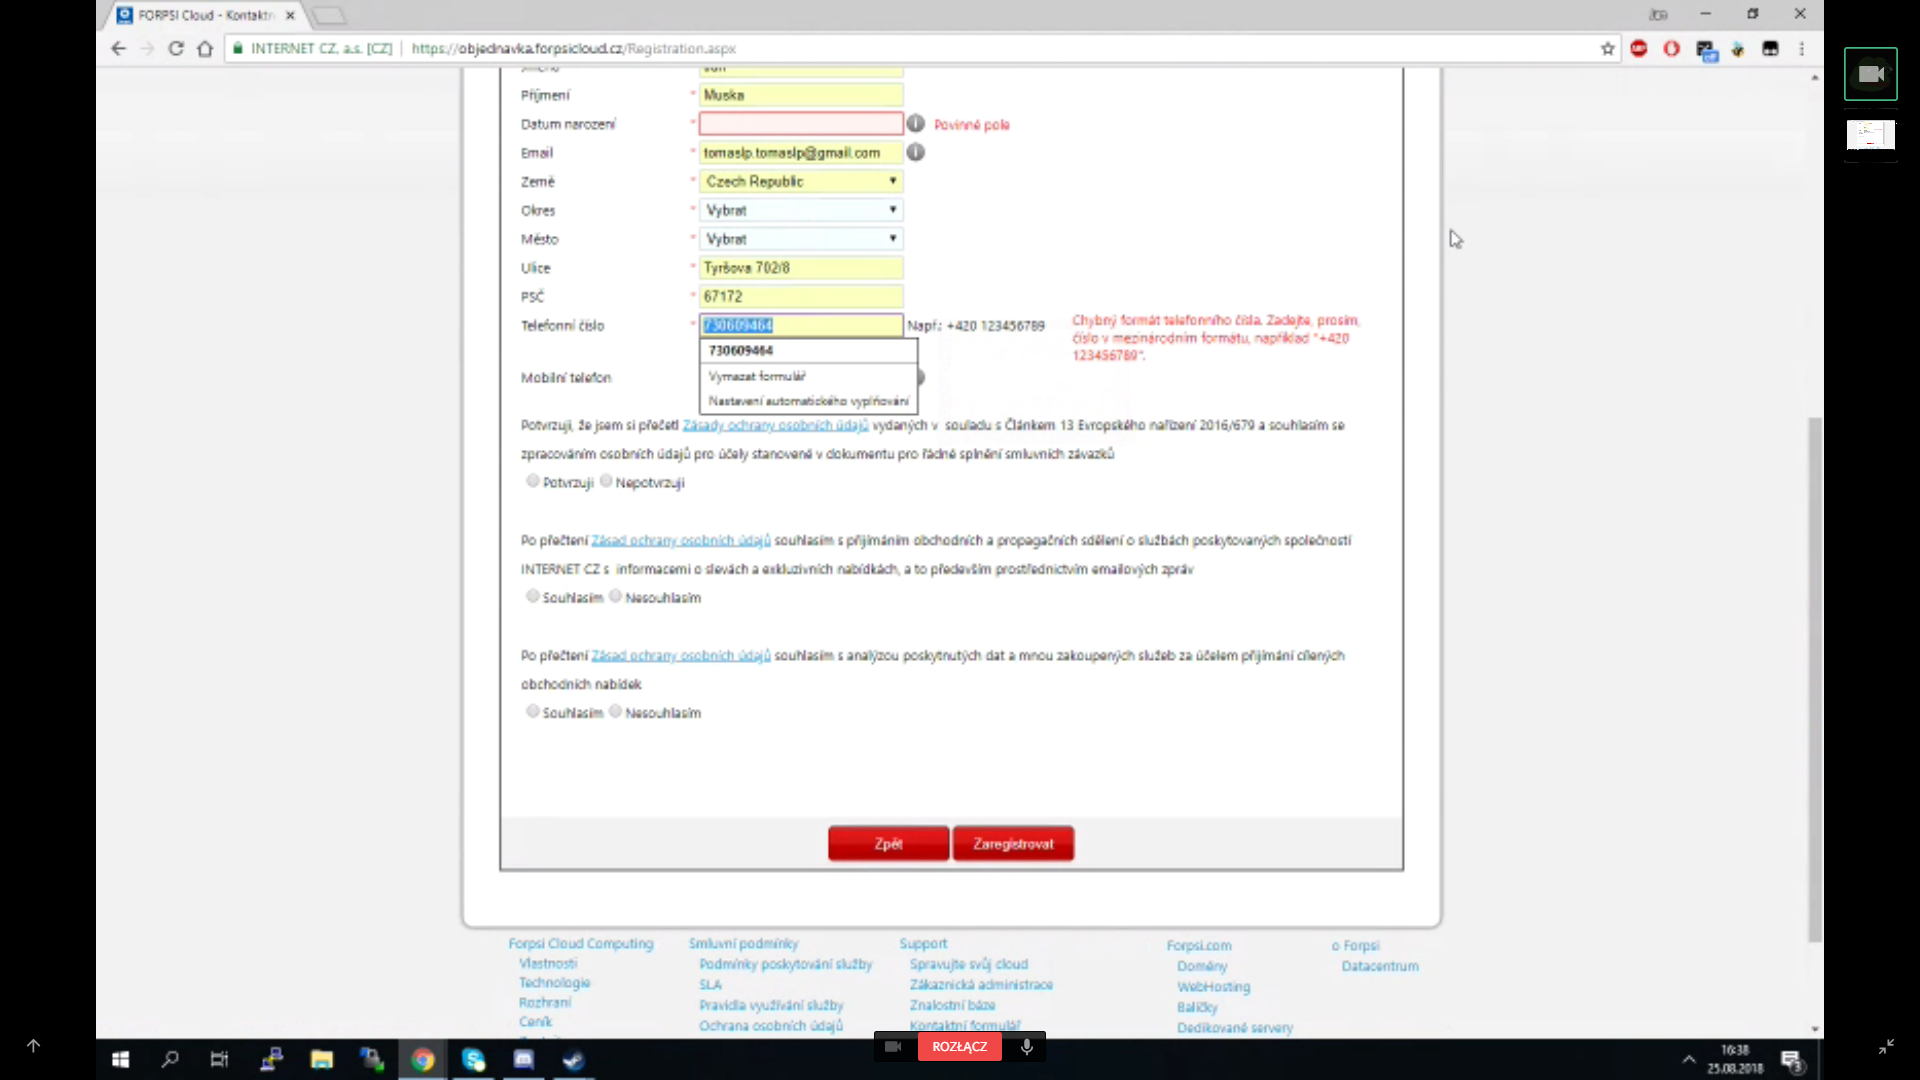 FORPSI Cloud - Kontaktn
INTERNET CZ, a.s. [CZ] | https://objednavka.forpsicloud.cz/Registration.aspx
Příjmení * Muska
Datum narození * Povinné pole
Email * tomaslp.tomaslp@gmail.com
Země * Czech Republic
Okres * Vybrat
Město * Vybrat
Ulice * Tyršova 702/8
PSČ * 67172
Telefonní číslo * 730609464 Např.: +420 123456789
Chybný formát telefonního čísla. Zadejte, prosím,
číslo v mezinárodním formátu, například "+420
123456789".
730609464
Vymazat formulář
Nastavení automatického vyplňování
Mobilní telefon
Potvrzuji, že jsem si přečetl Zásady ochrany osobních údajů vydaných v souladu s Článkem 13 Evropského nařízení 2016/679 a souhlasím se
zpracováním osobních údajů pro účely stanovené v dokumentu pro řádné splnění smluvních závazků
Potvrzuji Nepotvrzuji
Po přečtení Zásad ochrany osobních údajů souhlasím s přijímáním obchodních a propagačních sdělení o službách poskytovaných společností
INTERNET CZ s informacemi o slevách a exkluzivních nabídkách, a to především prostřednictvím emailových zpráv
Souhlasím Nesouhlasím
Po přečtení Zásad ochrany osobních údajů souhlasím s analýzou poskytnutých dat a mnou zakoupených služeb za účelem přijímání cílených
obchodních nabídek
Souhlasím Nesouhlasím
Zpět Zaregistrovat
Forpsi Cloud Computing
Vlastnosti
Technologie
Rozhraní
Ceník
Smluvní podmínky
Podmínky poskytování služby
SLA
Pravidla využívání služby
Ochrana osobních údajů
Support
Spravujte svůj cloud
Zákaznická administrace
Znalostní báze
Kontaktní formulář
Forpsi.com
Domény
WebHosting
Balíčky
Dedikované servery
o Forpsi
Datacentrum
ROZŁĄCZ
16:38
25.08.2018
3